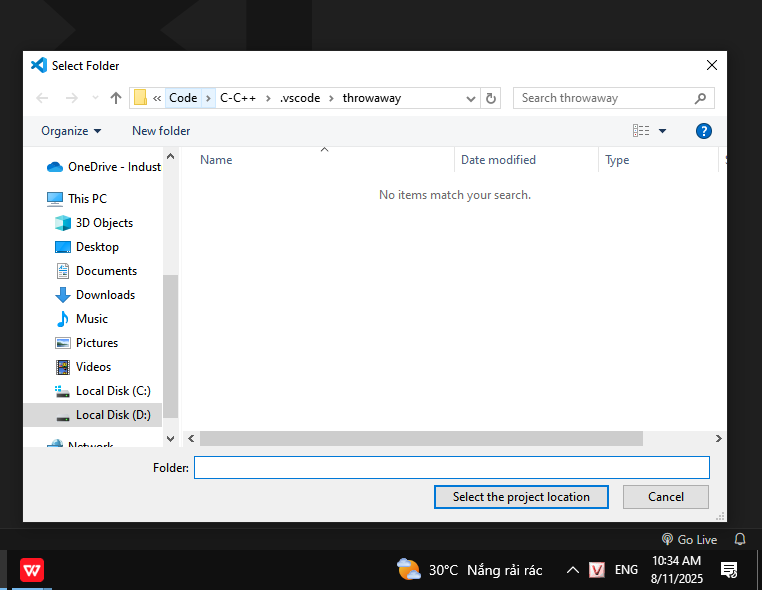 Select Folder
« Code > C-C++ > .vscode > throwaway
Search throwaway
Organize
New folder
?
Name
Date modified
Type
OneDrive - Indust
No items match your search.
This PC
3D Objects
Desktop
Documents
Downloads
Music
Pictures
Videos
Local Disk (C:)
Local Disk (D:)
Network
Folder:
Select the project location
Cancel
Go Live
W
30°C Nắng rải rác
V
ENG
10:34 AM
8/11/2025